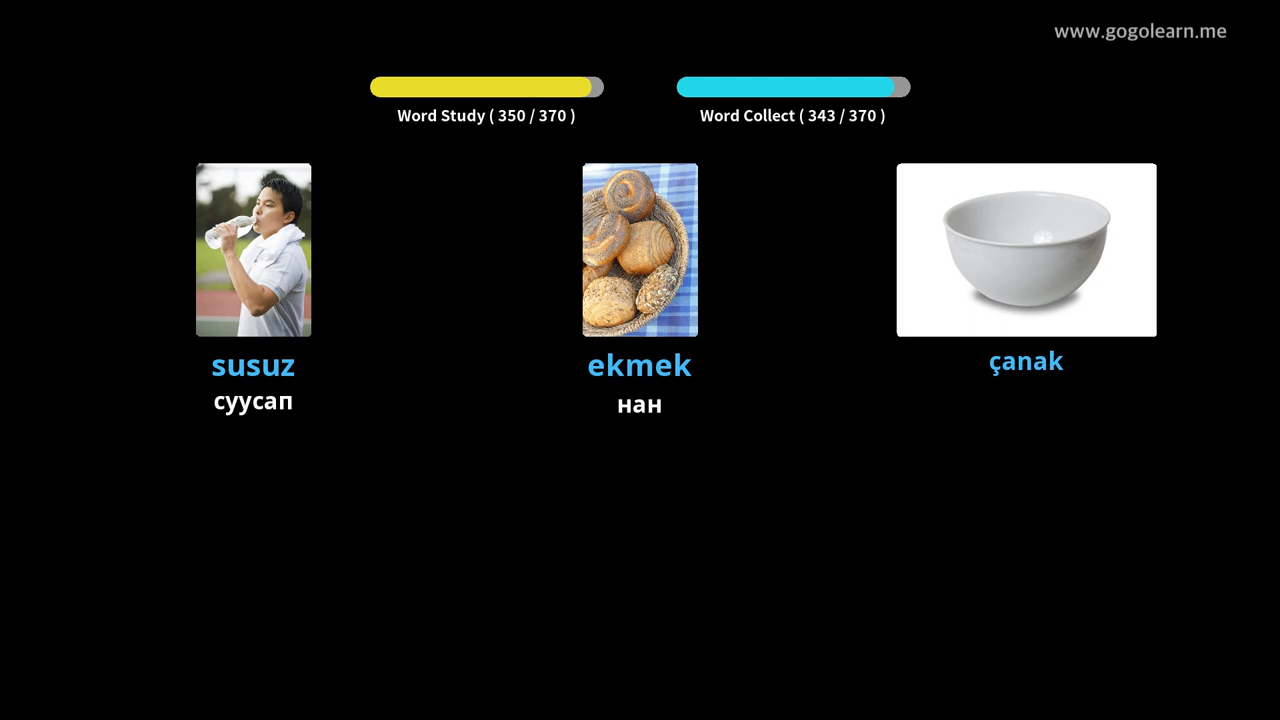 www.gogolearn.me
Word Study ( 350 / 370 )
Word Collect ( 343 / 370 )
susuz
суусап
ekmek
нан
çanak